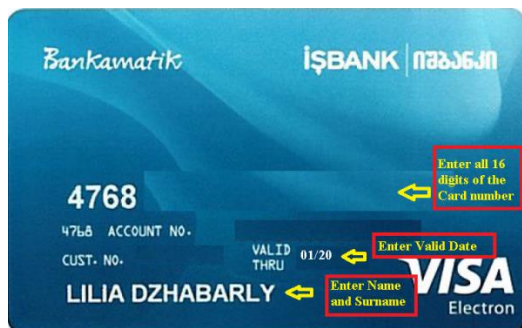 Bankamatik
İŞBANK | იშბანკი
Enter all 16
digits of the
Card number
4768
4768 ACCOUNT NO.
CUST. NO.
VALID
THRU
01/20
Enter Valid Date
LILIA DZHABARLY
Enter Name
and Surname
VISA
Electron